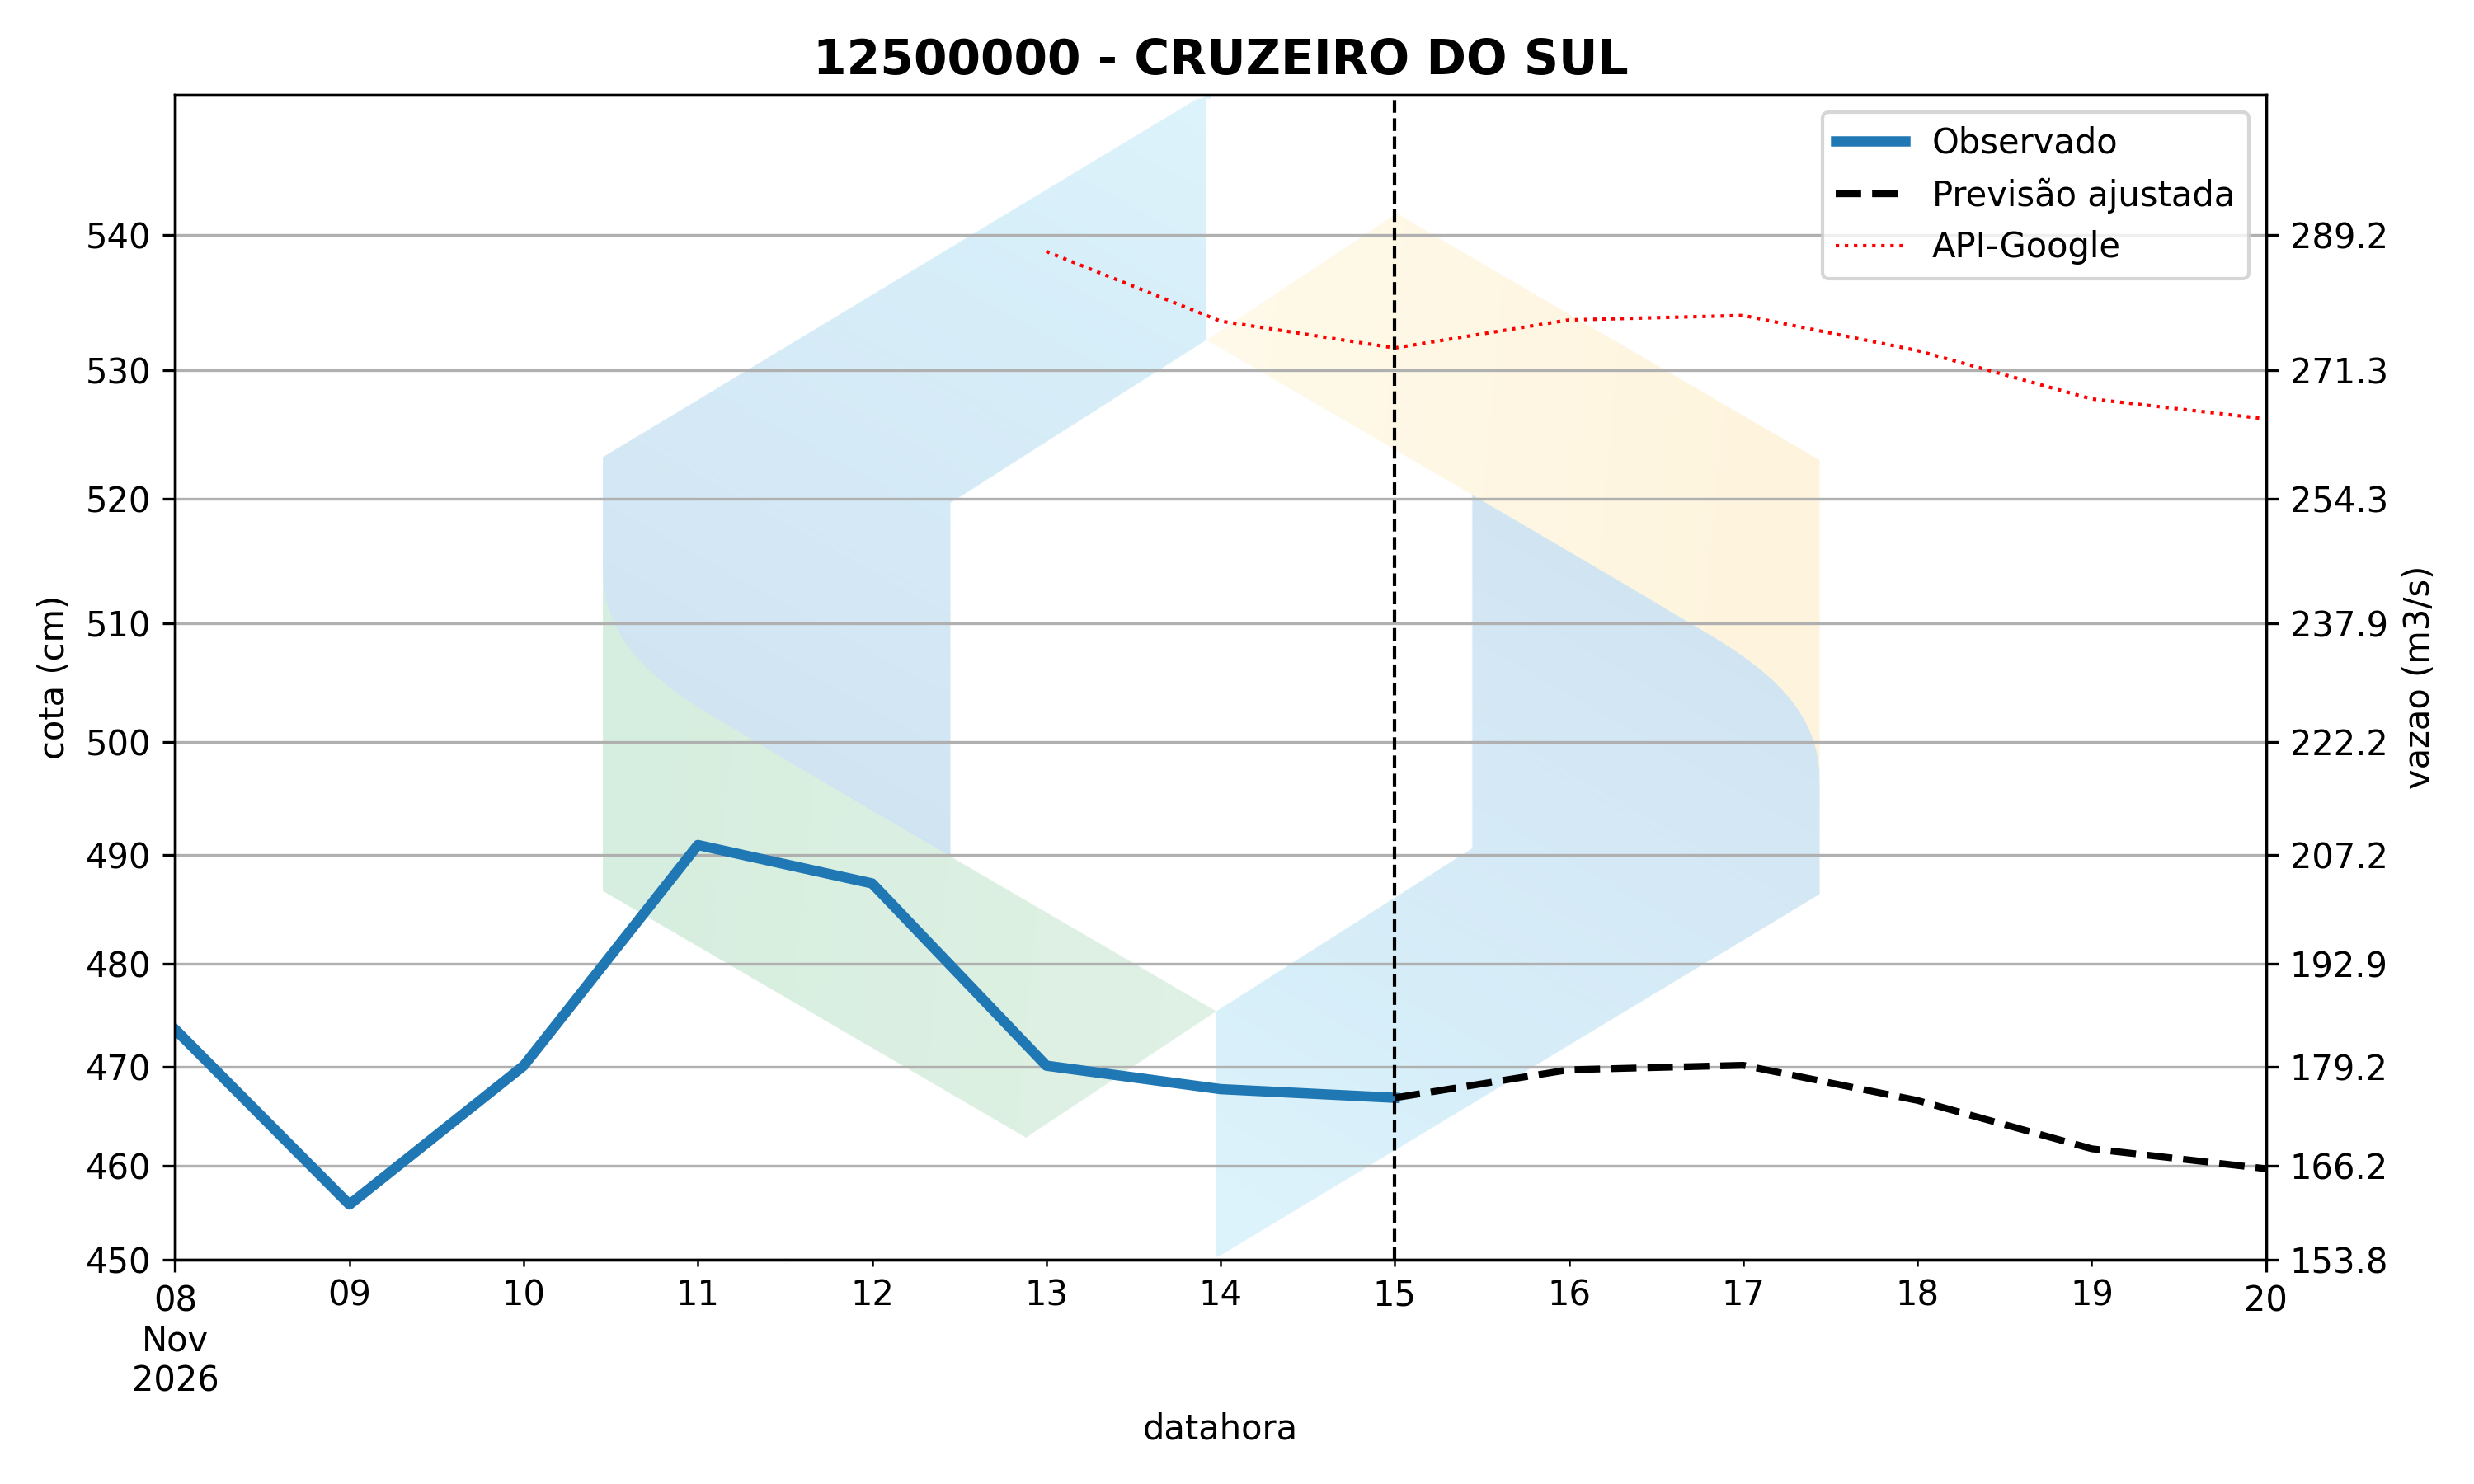 12500000 - CRUZEIRO DO SUL
Observado
Previsão ajustada
API-Google
cota (cm)
540
530
520
510
500
490
480
470
460
450
289.2
271.3
254.3
237.9
222.2
207.2
192.9
179.2
166.2
153.8
vazao (m3/s)
08 09 10 11 12 13 14 15 16 17 18 19 20
Nov
2026
datahora